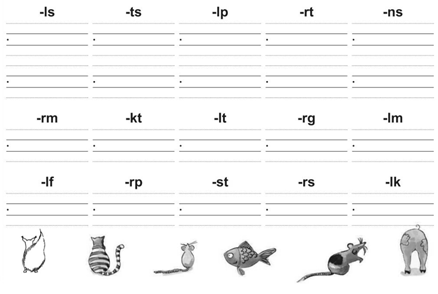 -ls -ts -lp -rt -ns
-rm -kt -lt -rg -lm
-lf -rp -st -rs -lk